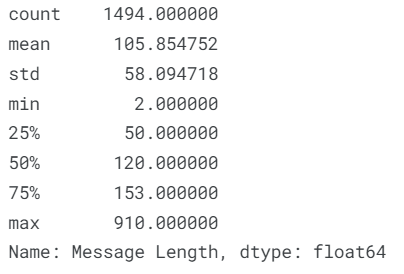 count 1494.000000
mean 105.854752
std 58.094718
min 2.000000
25% 50.000000
50% 120.000000
75% 153.000000
max 910.000000
Name: Message Length, dtype: float64